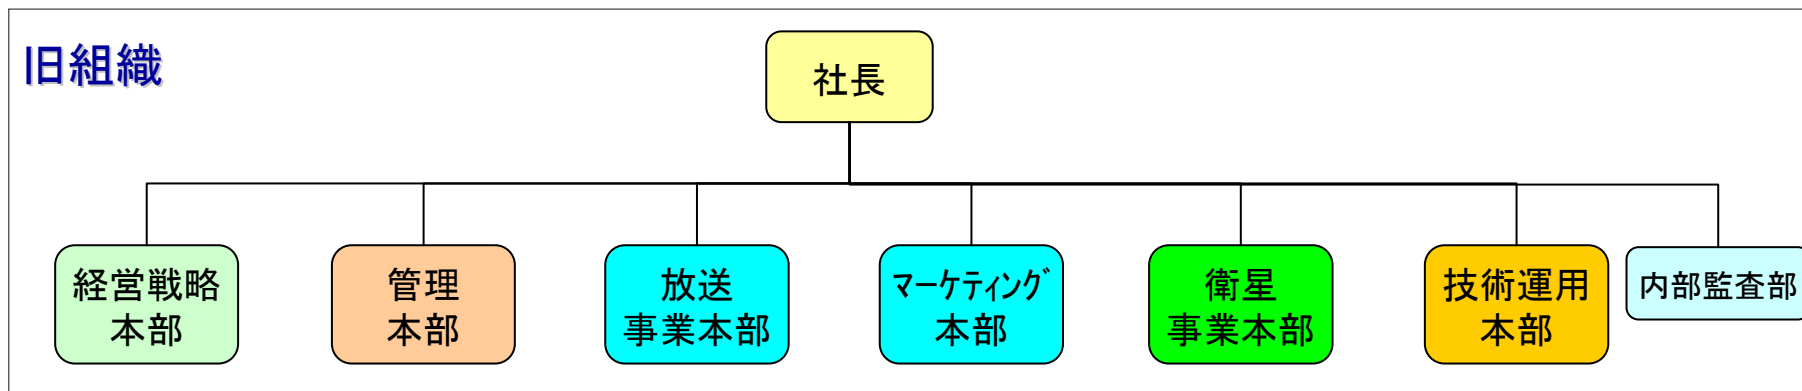 旧組織
社長
経営戦略
本部
管理
本部
放送
事業本部
マーケティング
本部
衛星
事業本部
技術運用
本部
内部監査部